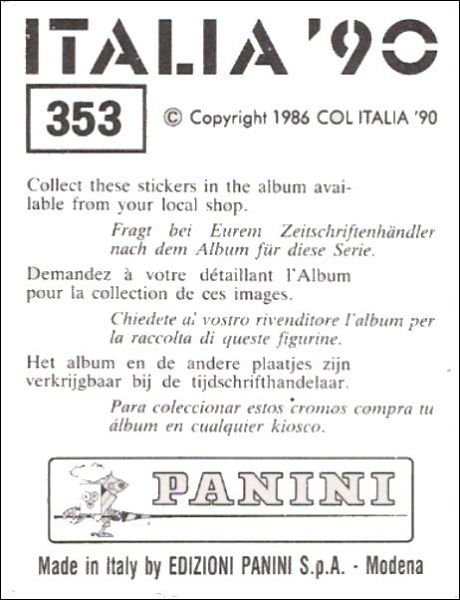 ITALIA '90
353
© Copyright 1986 COL ITALIA '90
Collect these stickers in the album avai-
lable from your local shop.
Fragt bei Eurem Zeitschriftenhändler
nach dem Album für diese Serie.
Demandez à votre détaillant l'Album
pour la collection de ces images.
Chiedete al vostro rivenditore l'album per
la raccolta di queste figurine.
Het album en de andere plaatjes zijn
verkrijgbaar bij de tijdschrifthandelaar.
Para coleccionar estos cromos compra tu
álbum en cualquier kiosco.
PANINI
Made in Italy by EDIZIONI PANINI S.p.A. - Modena